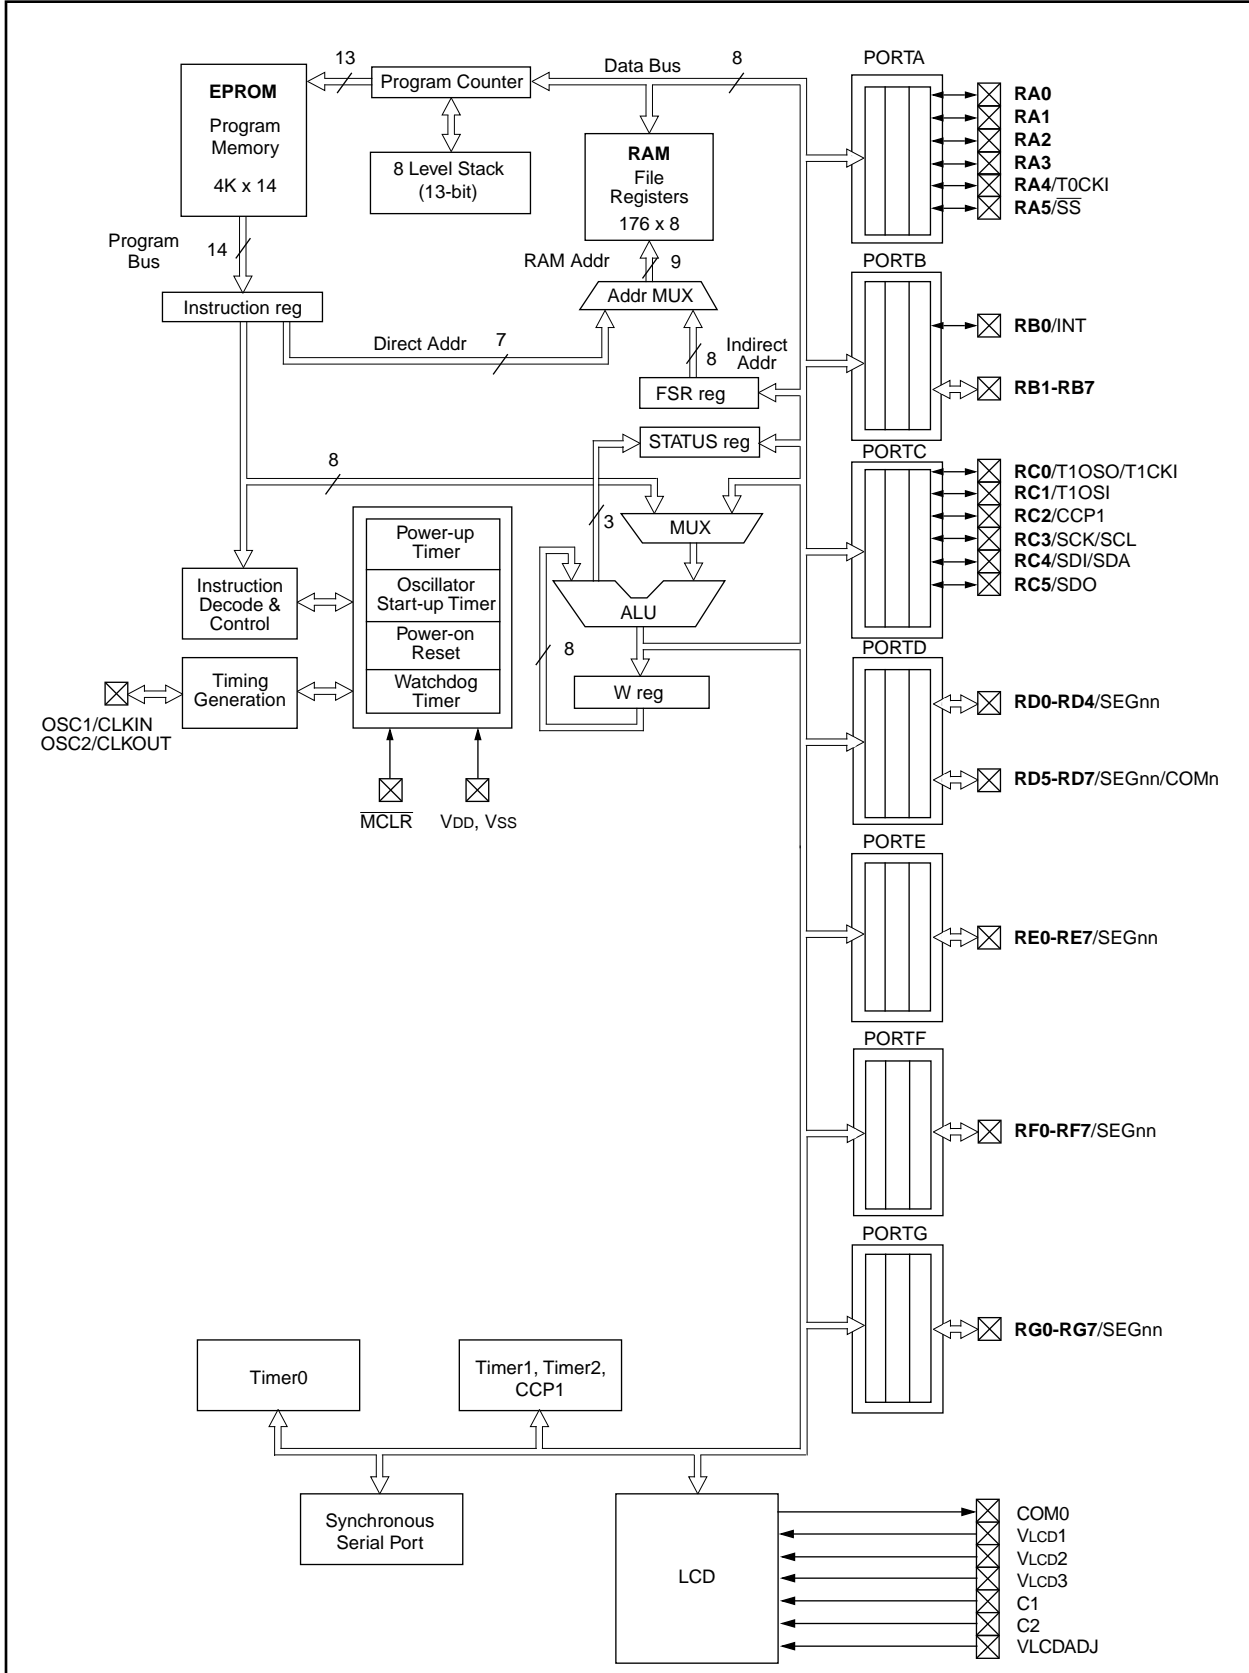 EPROM
Program
Memory
4K x 14
13
Program Counter
Data Bus
8
8 Level Stack
(13-bit)
RAM
File
Registers
176 x 8
Program
Bus
14
RAM Addr
9
Instruction reg
Addr MUX
Direct Addr
7
8
Indirect
Addr
FSR reg
STATUS reg
8
3
MUX
Power-up
Timer
Oscillator
Start-up Timer
Power-on
Reset
Watchdog
Timer
Instruction
Decode &
Control
ALU
8
W reg
Timing
Generation
OSC1/CLKIN
OSC2/CLKOUT
MCLR
VDD, VSS
PORTA
RA0
RA1
RA2
RA3
RA4/T0CKI
RA5/SS
PORTB
RB0/INT
RB1-RB7
PORTC
RC0/T1OSO/T1CKI
RC1/T1OSI
RC2/CCP1
RC3/SCK/SCL
RC4/SDI/SDA
RC5/SDO
PORTD
RD0-RD4/SEGnn
RD5-RD7/SEGnn/COMn
PORTE
RE0-RE7/SEGnn
PORTF
RF0-RF7/SEGnn
PORTG
RG0-RG7/SEGnn
Timer0
Timer1, Timer2,
CCP1
Synchronous
Serial Port
LCD
COM0
VLCD1
VLCD2
VLCD3
C1
C2
VLCDADJ